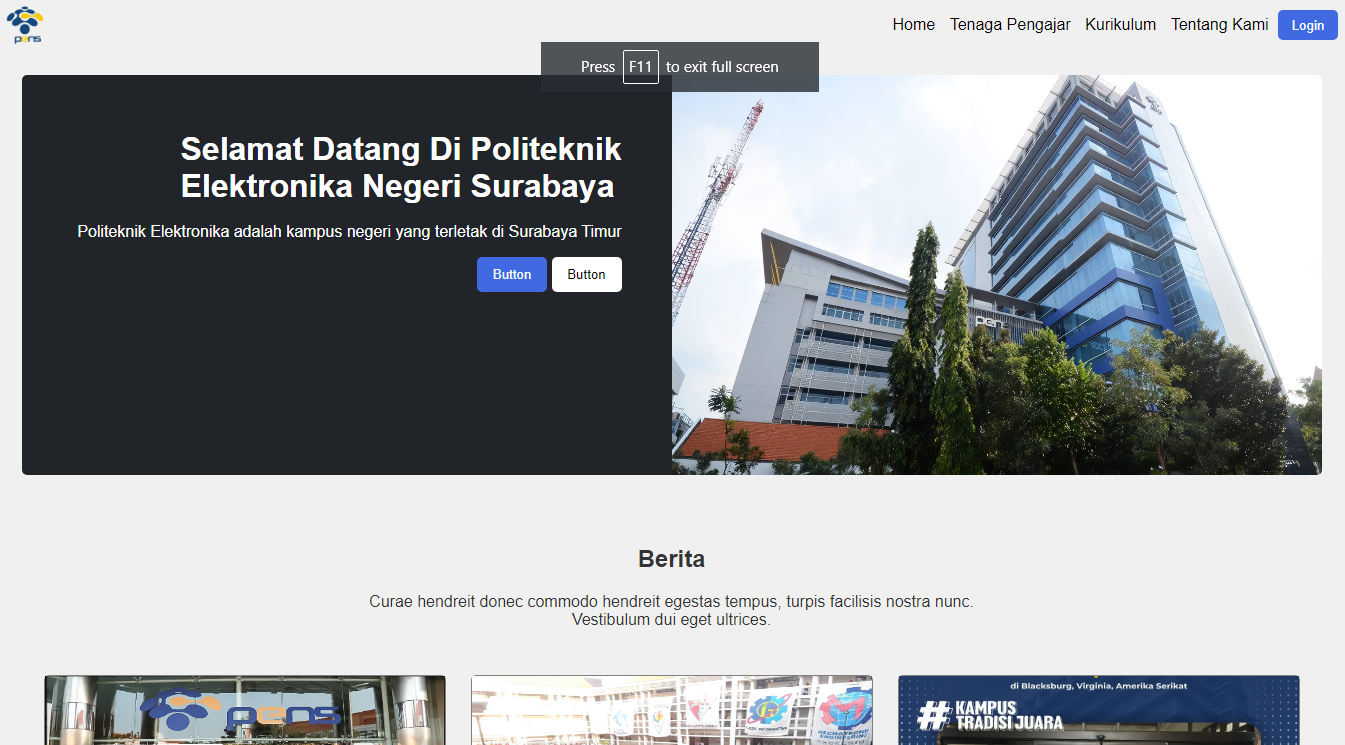 pens
Home Tenaga Pengajar Kurikulum Tentang Kami Login
Press F11 to exit full screen
Selamat Datang Di Politeknik
Elektronika Negeri Surabaya
Politeknik Elektronika adalah kampus negeri yang terletak di Surabaya Timur
Button Button
Berita
Curae hendreit donec commodo hendreit egestas tempus, turpis facilisis nostra nunc.
Vestibulum dui eget ultrices.
pens
di Blacksburg, Virginia, Amerika Serikat
# KAMPUS
TRADISI JUARA